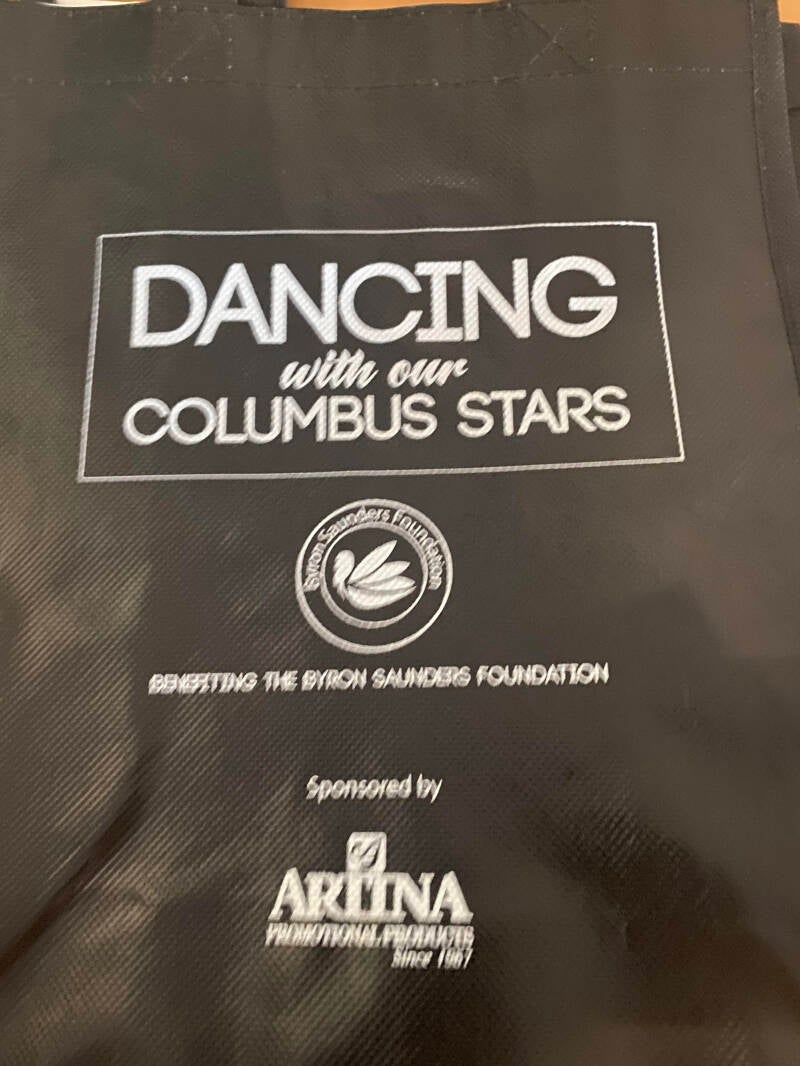 DANCING
with our
COLUMBUS STARS
Byron Saunders Foundation
BENEFITING THE BYRON SAUNDERS FOUNDATION
Sponsored by
ARTINA
PROMOTIONAL PRODUCTS
Since 1987